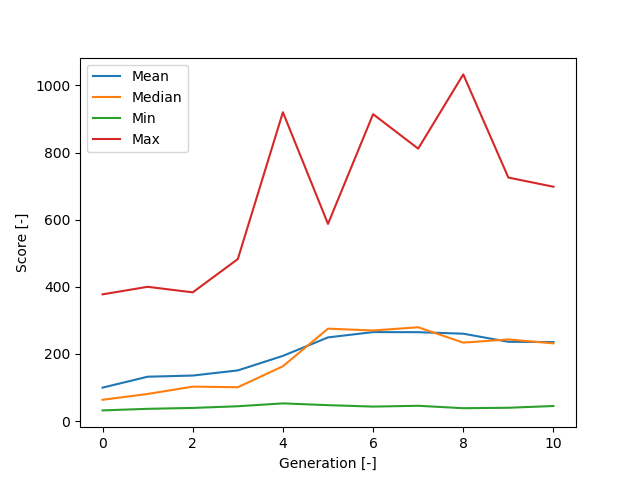 Mean
Median
Min
Max
1000
800
600
400
200
0
Score [-]
0 2 4 6 8 10
Generation [-]